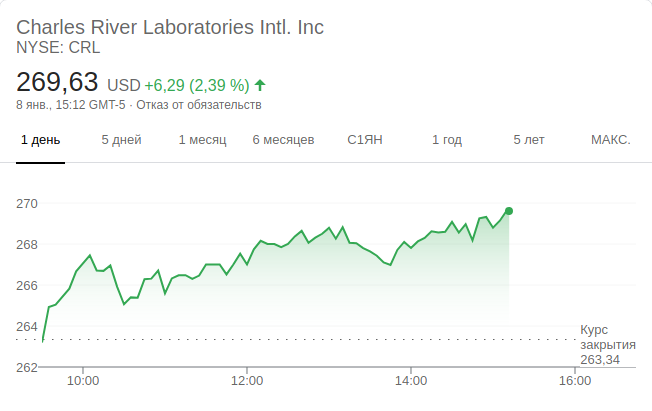 Charles River Laboratories Intl. Inc
NYSE: CRL
269,63 USD +6,29 (2,39 %)
8 янв., 15:12 GMT-5 · Отказ от обязательств
1 день 5 дней 1 месяц 6 месяцев С1ЯН 1 год 5 лет МАКС.
270
268
266
264
262
Курс
закрытия
263,34
10:00 12:00 14:00 16:00